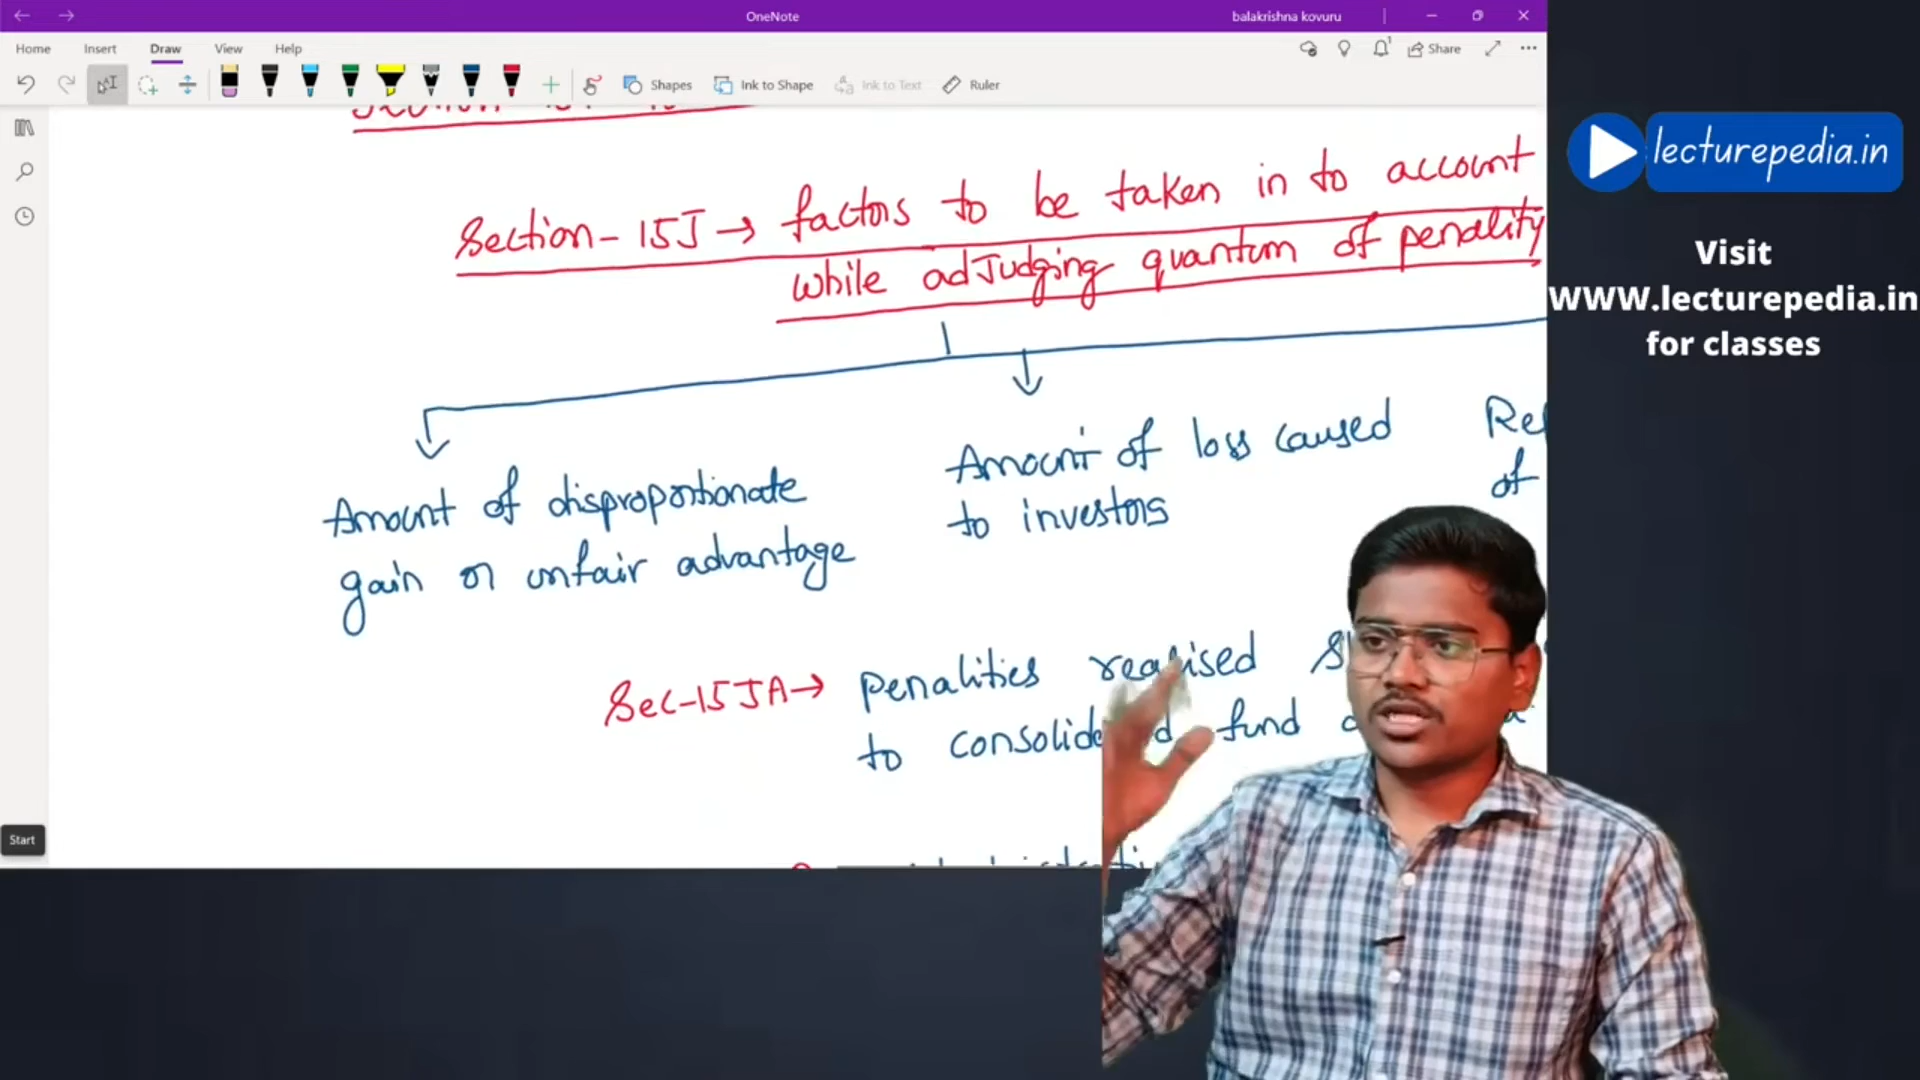 OneNote
balakrishna kovuru
Home Insert Draw View Help
Share
Shapes Ink to Shape Ink to Text Ruler
Section-15J → factors to be taken in to account
while adJudging quantum of penality
Amount of disproportionate
gain or unfair advantage
Amount of loss caused
to investors
of
Sec-15JA → penalities realised
to consolidated fund
Start
lecturepedia.in
Visit
WWW.lecturepedia.in
for classes